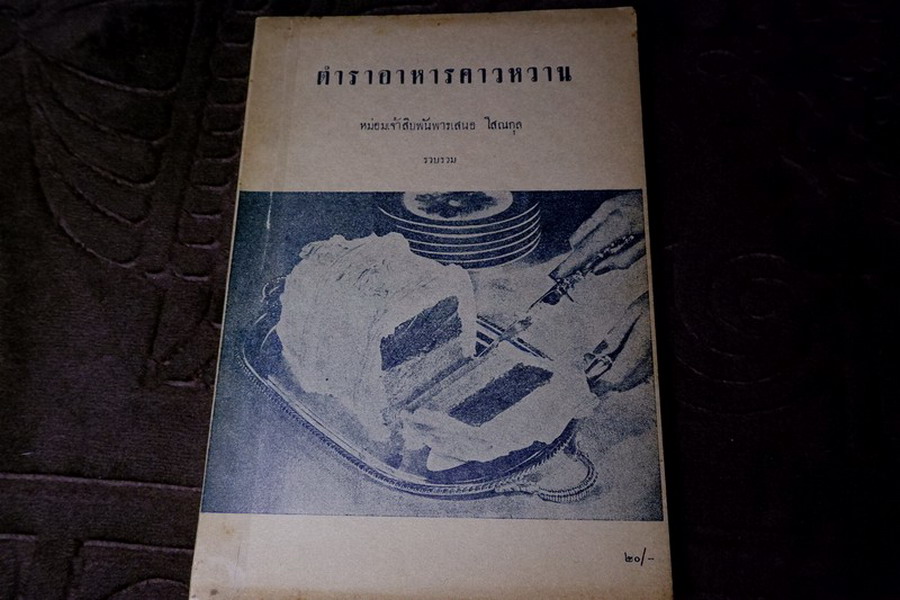 ตำราอาหารคาวหวาน
หม่อมเจ้าสิบพันพารเสนอ โสณกุล
รวบรวม
๒๐/-